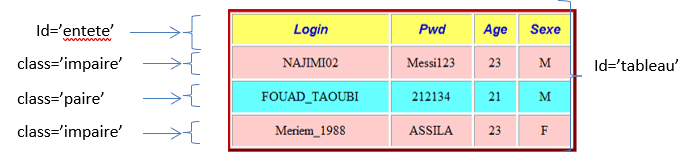 Id='entete' Login Pwd Age Sexe
class='impaire' NAJIMI02 Messi123 23 M
Id='tableau'
class='paire' FOUAD_TAOUBI 212134 21 M
class='impaire' Meriem_1988 ASSILA 23 F